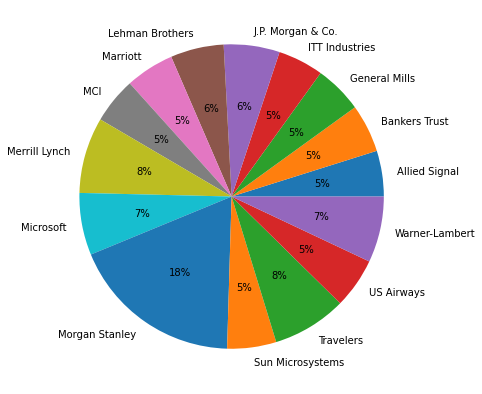 Lehman Brothers
J.P. Morgan & Co.
Marriott
ITT Industries
MCI
General Mills
Merrill Lynch
Bankers Trust
Microsoft
Allied Signal
Morgan Stanley
Warner-Lambert
Sun Microsystems
US Airways
Travelers
6%
6%
5%
5%
5%
5%
8%
5%
7%
5%
18%
7%
5%
5%
8%